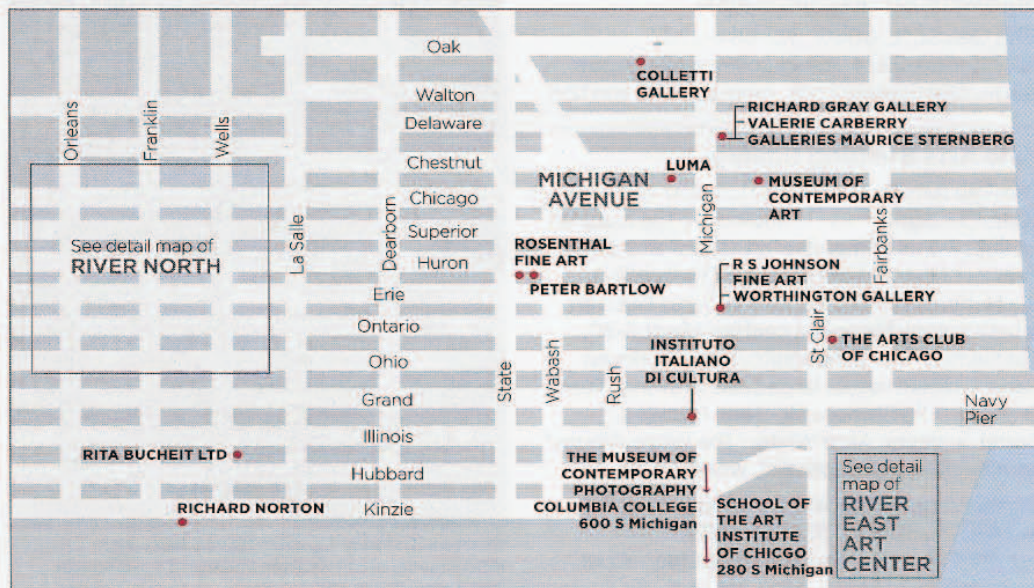 Oak
Walton
Delaware
Chestnut
Chicago
Superior
Huron
Erie
Ontario
Ohio
Grand
Illinois
Hubbard
Kinzie
Orleans
Franklin
Wells
La Salle
Dearborn
State
Wabash
Rush
Michigan
St Clair
Fairbanks
See detail map of
RIVER NORTH
MICHIGAN
AVENUE
COLLETTI
GALLERY
RICHARD GRAY GALLERY
VALERIE CARBERRY
GALLERIES MAURICE STERNBERG
LUMA
MUSEUM OF
CONTEMPORARY
ART
ROSENTHAL
FINE ART
PETER BARTLOW
R S JOHNSON
FINE ART
WORTHINGTON GALLERY
INSTITUTO
ITALIANO
DI CULTURA
THE ARTS CLUB
OF CHICAGO
Navy
Pier
RITA BUCHEIT LTD
RICHARD NORTON
THE MUSEUM OF
CONTEMPORARY
PHOTOGRAPHY
COLUMBIA COLLEGE
600 S Michigan
SCHOOL OF
THE ART
INSTITUTE
OF CHICGO
280 S Michigan
See detail
map of
RIVER
EAST
ART
CENTER